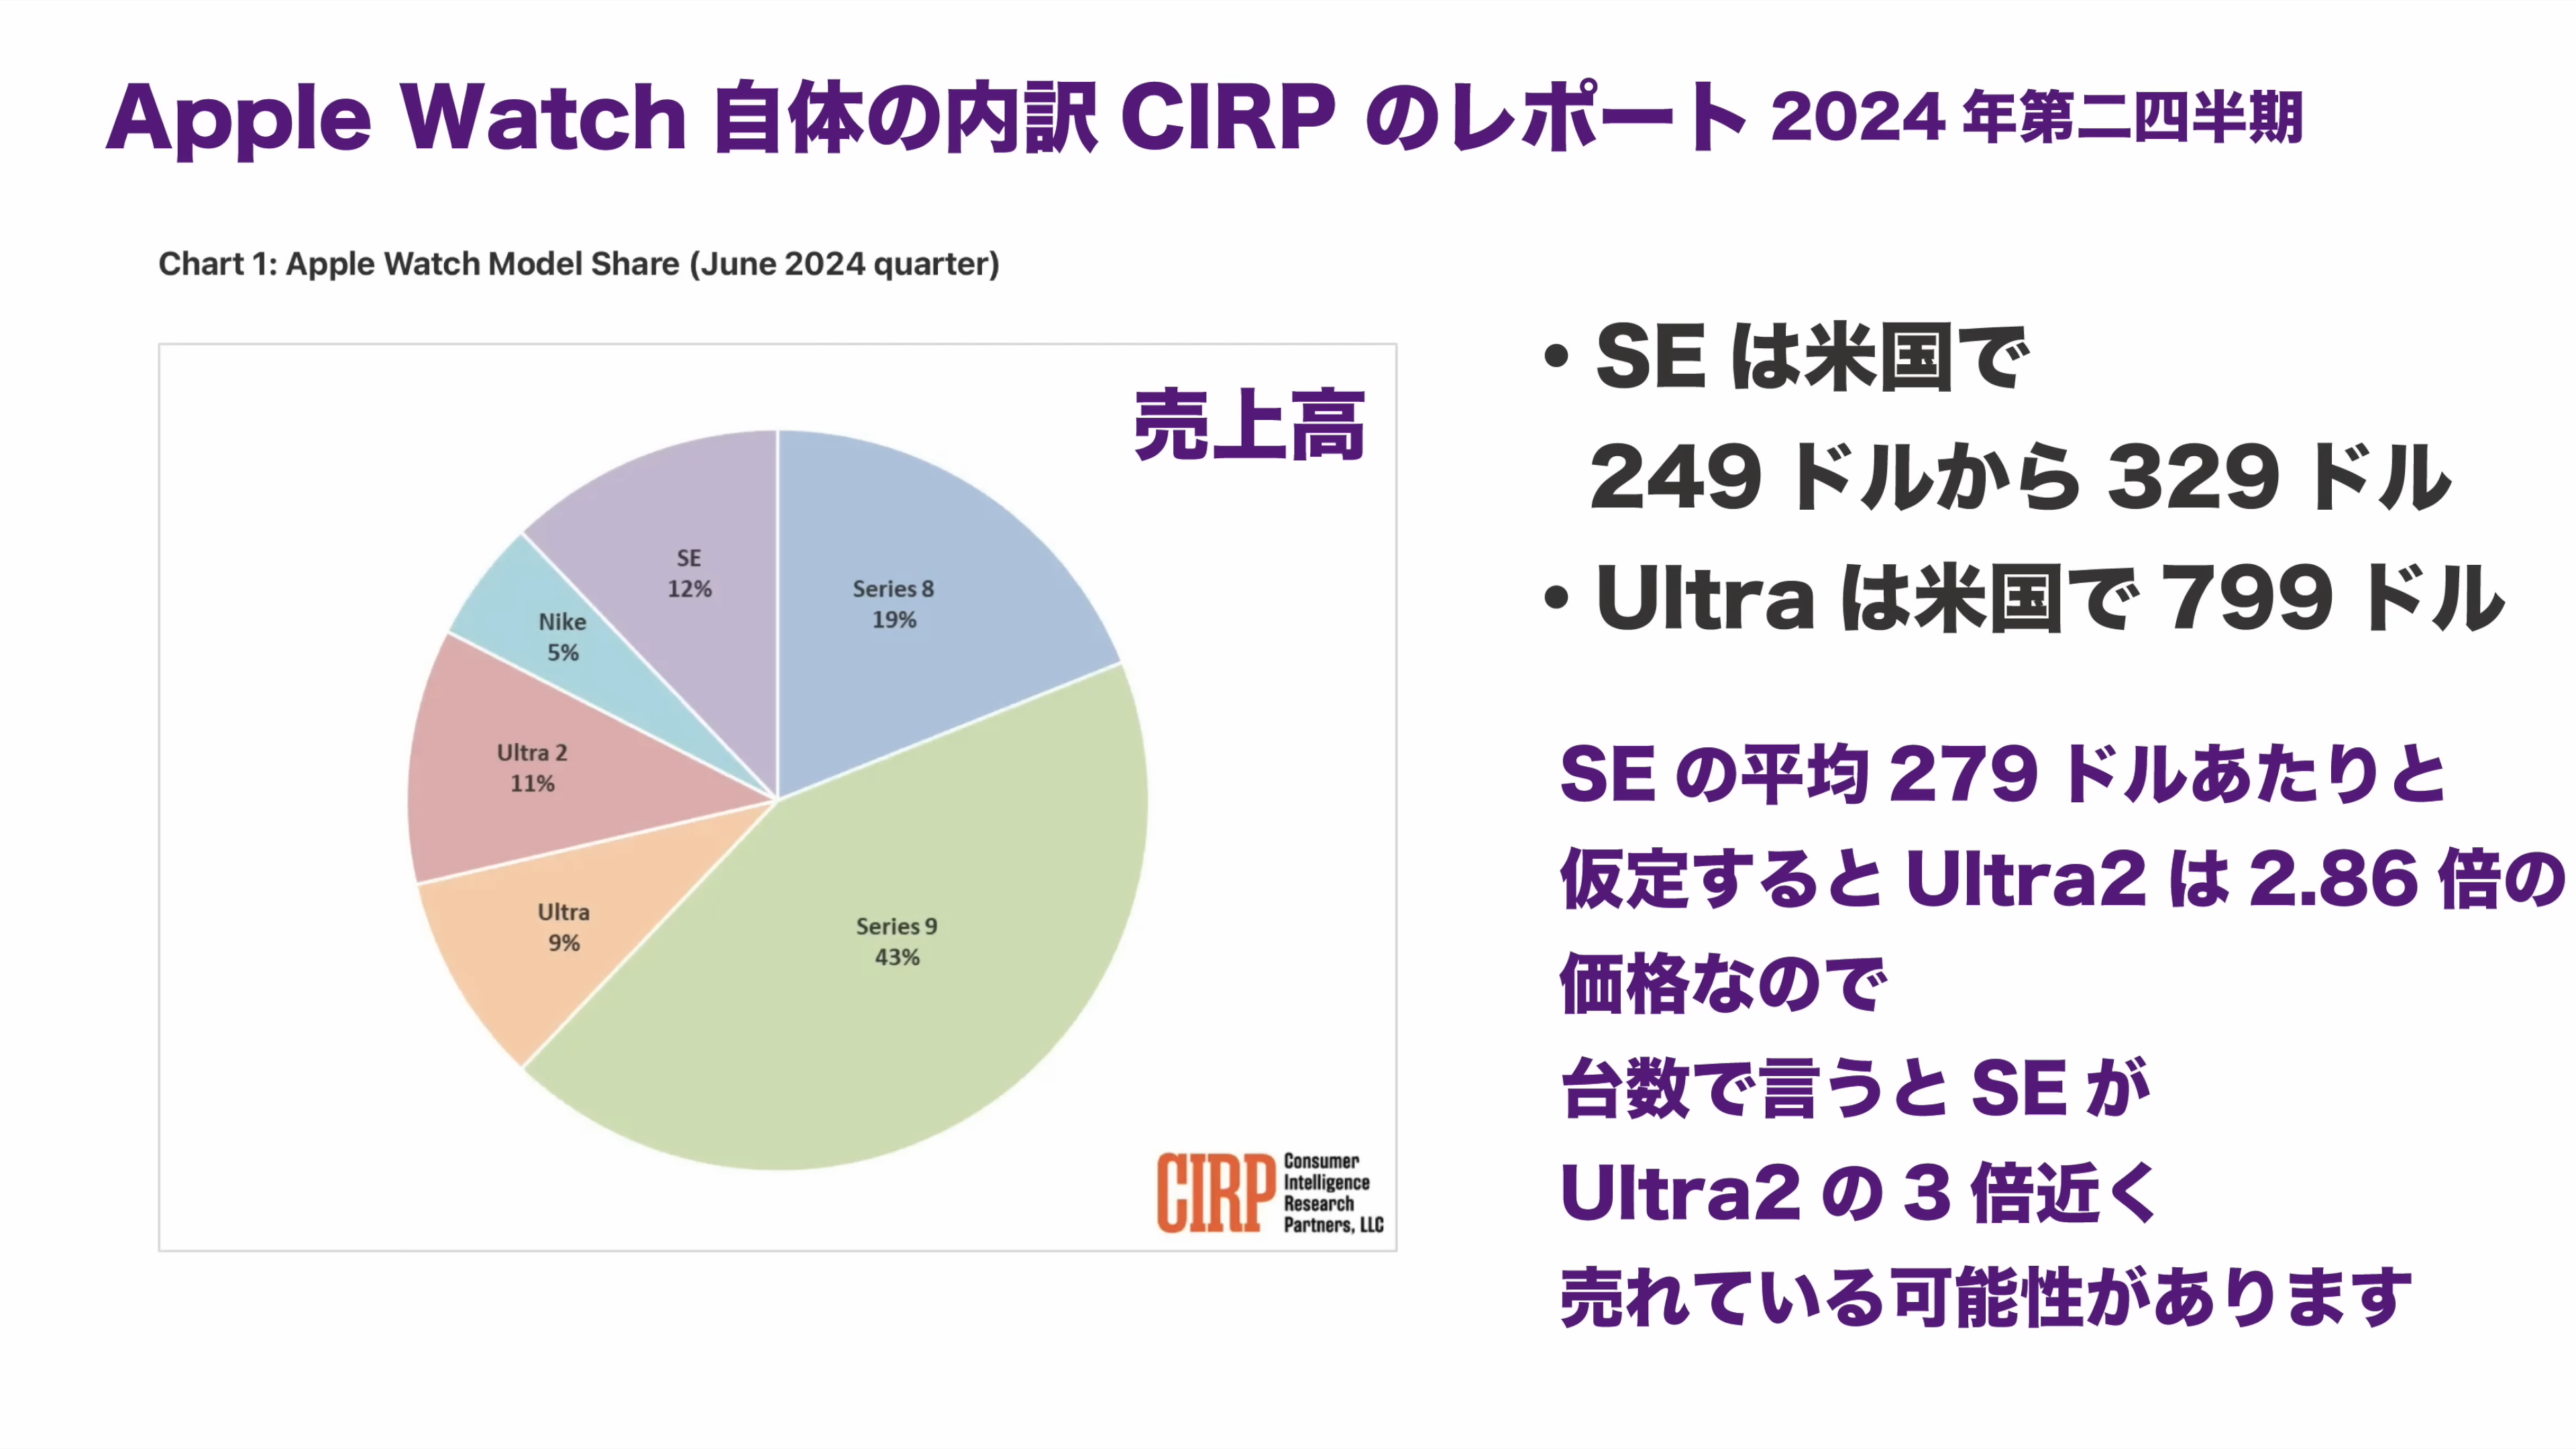 Apple Watch 自体の内訳 CIRP のレポート 2024 年第二四半期
Chart 1: Apple Watch Model Share (June 2024 quarter)
売上高
SE
12%
Series 8
19%
Nike
5%
Ultra 2
11%
Ultra
9%
Series 9
43%
CIRP
Consumer
Intelligence
Research
Partners, LLC
• SE は米国で
249 ドルから 329 ドル
• Ultra は米国で 799 ドル
SE の平均 279 ドルあたりと
仮定すると Ultra2 は 2.86 倍の
価格なので
台数で言うと SE が
Ultra2 の 3 倍近く
売れている可能性があります